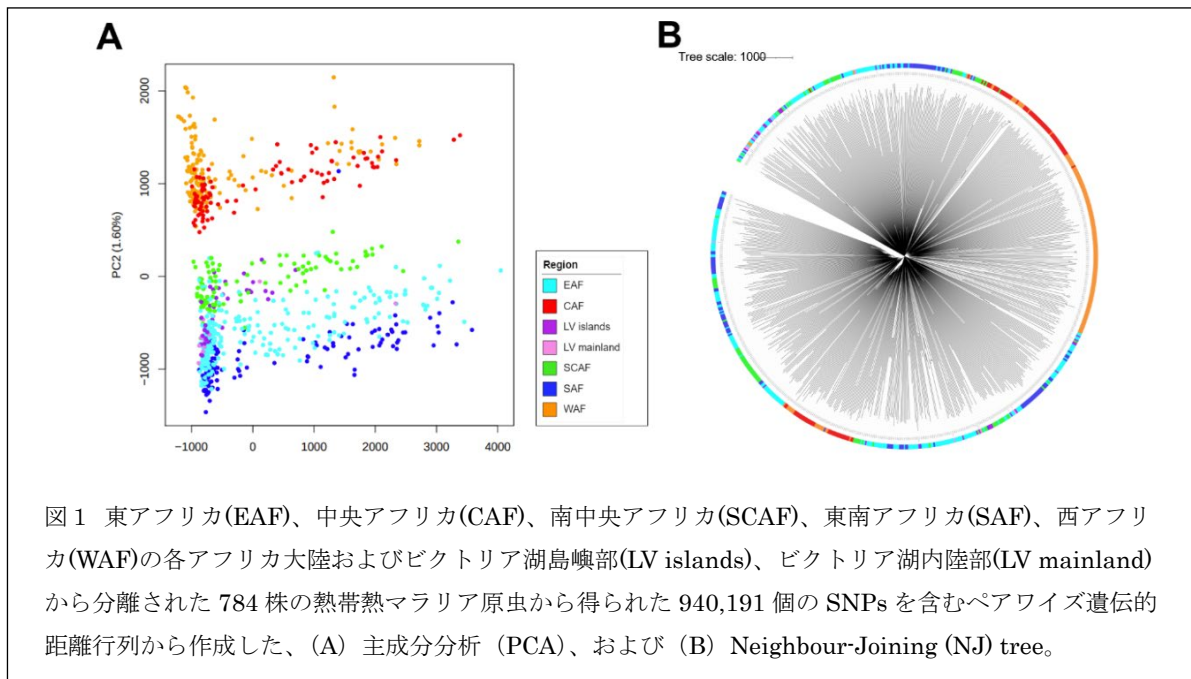 A
B
Tree scale: 1000
PC2 (1.60%)
2000
1000
0
−1000
−1000
0
1000
2000
3000
4000
Region
EAF
CAF
LV islands
LV mainland
SCAF
SAF
WAF
図 1 東アフリカ(EAF)、中央アフリカ(CAF)、南中央アフリカ(SCAF)、東南アフリカ(SAF)、西アフリ
カ(WAF)の各アフリカ大陸およびビクトリア湖島嶼部(LV islands)、ビクトリア湖内陸部(LV mainland)
から分離された 784 株の熱帯熱マラリア原虫から得られた 940,191 個の SNPs を含むペアワイズ遺伝的
距離行列から作成した、(A) 主成分分析(PCA)、および(B)Neighbour-Joining (NJ) tree。